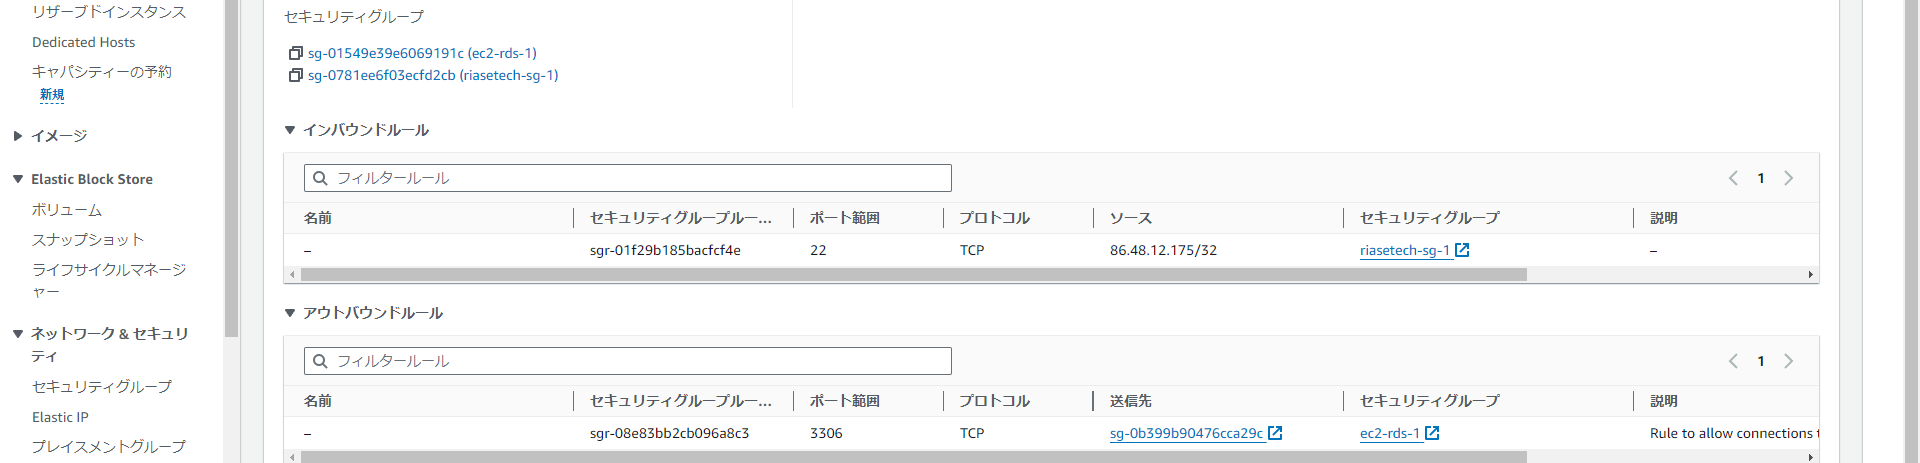 リザーブドインスタンス
Dedicated Hosts
キャパシティーの予約
新規
イメージ
Elastic Block Store
ボリューム
スナップショット
ライフサイクルマネージ
ャー
ネットワーク & セキュリ
ティ
セキュリティグループ
Elastic IP
プレイスメントグループ
セキュリティグループ
sg-01549e39e6069191c (ec2-rds-1)
sg-0781ee6f03ecfd2cb (riasetech-sg-1)
インバウンドルール
フィルタールール
1
名前 セキュリティグループルー... ポート範囲 プロトコル ソース セキュリティグループ 説明
– sgr-01f29b185bacfcf4e 22 TCP 86.48.12.175/32 riasetech-sg-1 –
アウトバウンドルール
フィルタールール
1
名前 セキュリティグループルー... ポート範囲 プロトコル 送信先 セキュリティグループ 説明
– sgr-08e83bb2cb096a8c3 3306 TCP sg-0b399b90476cca29c ec2-rds-1 Rule to allow connections t